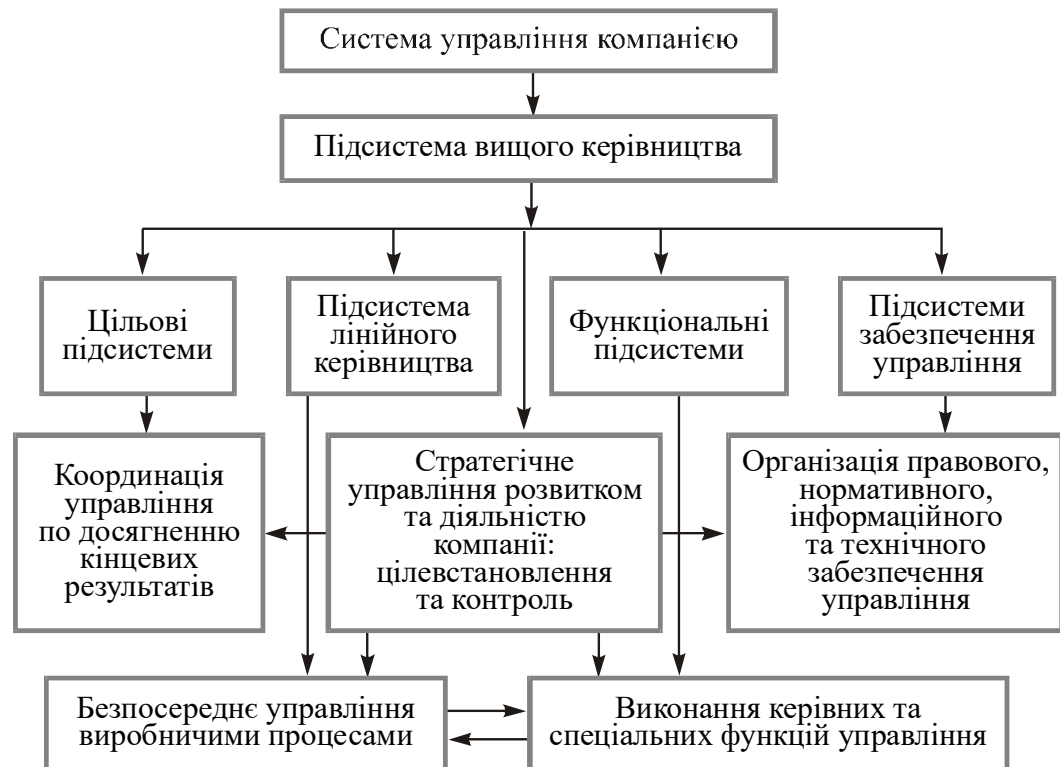 Система управління компанією
Підсистема вищого керівництва
Цільові
підсистеми
Підсистема
лінійного
керівництва
Функціональні
підсистеми
Підсистеми
забезпечення
управління
Координація
управління
по досягненню
кінцевих
результатів
Стратегічне
управління розвитком
та діяльністю
компанії:
цілевстановлення
та контроль
Організація правового,
нормативного,
інформаційного
та технічного
забезпечення
управління
Безпосереднє управління
виробничими процесами
Виконання керівних та
спеціальних функцій управління